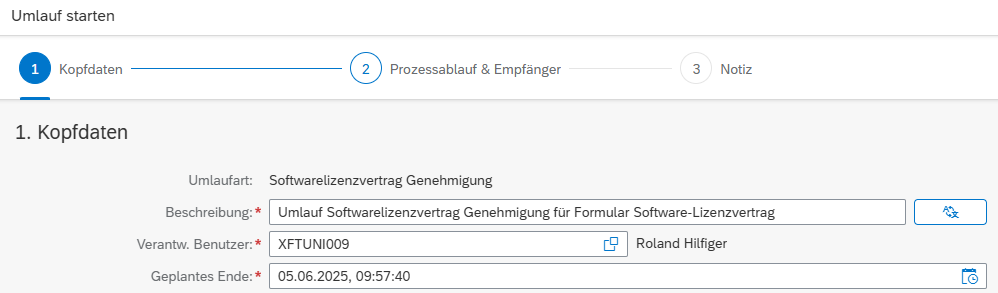 Umlauf starten
1 Kopfdaten 2 Prozessablauf & Empfänger 3 Notiz
1. Kopfdaten
Umlaufart: Softwarelizenzvertrag Genehmigung
Beschreibung:* Umlauf Softwarelizenzvertrag Genehmigung für Formular Software-Lizenzvertrag
Verantw. Benutzer:* XFTUNI009 Roland Hilfiger
Geplantes Ende:* 05.06.2025, 09:57:40